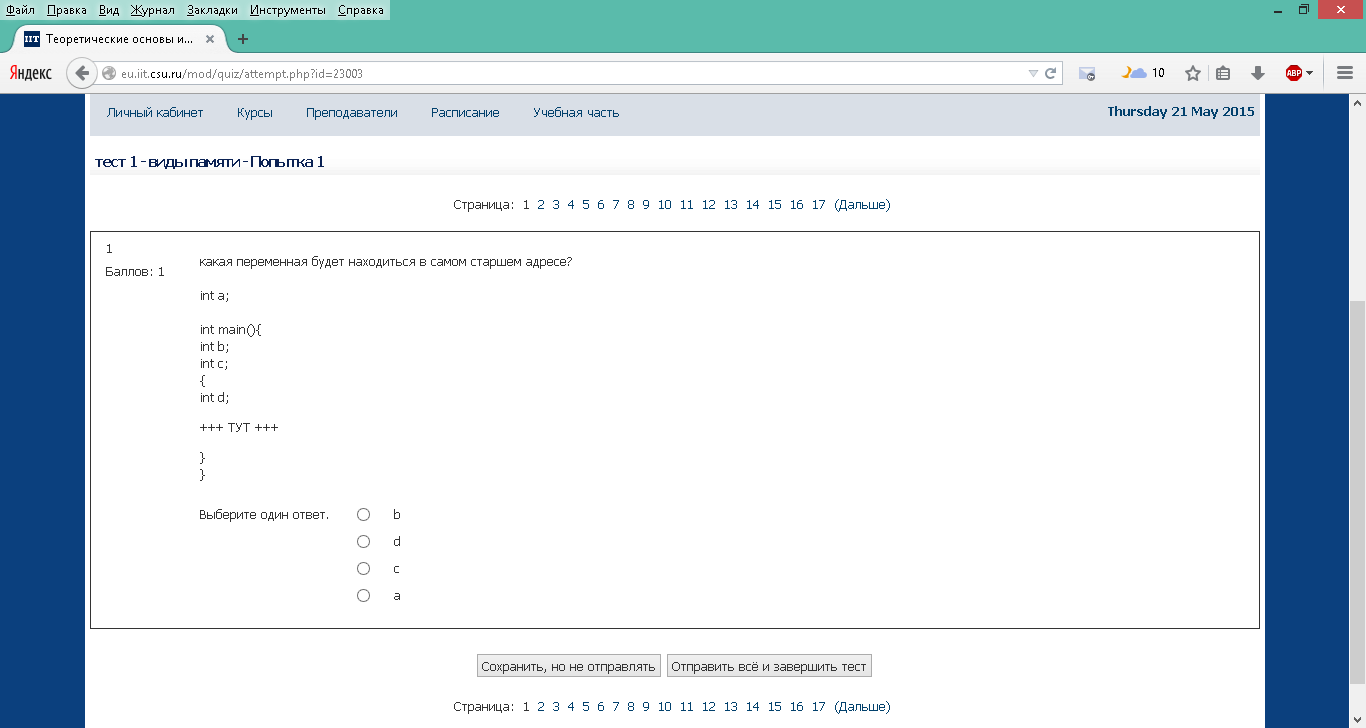 Файл Правка Вид Журнал Закладки Инструменты Справка
IIT Теоретические основы и...
Яндекс eu.iit.csu.ru/mod/quiz/attempt.php?id=23003 10 ABP
Личный кабинет Курсы Преподаватели Расписание Учебная часть Thursday 21 May 2015
тест 1 - виды памяти - Попытка 1
Страница: 1 2 3 4 5 6 7 8 9 10 11 12 13 14 15 16 17 (Дальше)
1
Баллов: 1
какая переменная будет находиться в самом старшем адресе?
int a;
int main(){
int b;
int c;
{
int d;
+++ ТУТ +++
}
}
Выберите один ответ.
b
d
c
a
Сохранить, но не отправлять Отправить всё и завершить тест
Страница: 1 2 3 4 5 6 7 8 9 10 11 12 13 14 15 16 17 (Дальше)